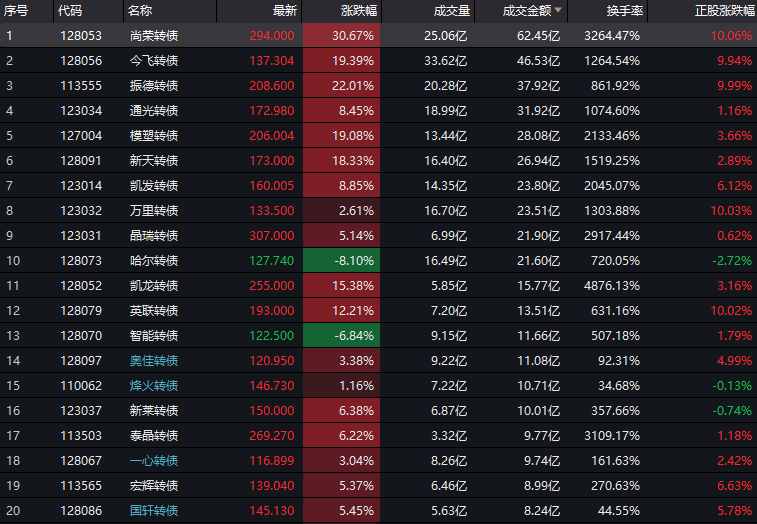 序号 代码 名称 最新 涨跌幅 成交量 成交金额 换手率 正股涨跌幅
1 128053 尚荣转债 294.000 30.67% 25.06亿 62.45亿 3264.47% 10.06%
2 128056 今飞转债 137.304 19.39% 33.62亿 46.53亿 1264.54% 9.94%
3 113555 振德转债 208.600 22.01% 20.28亿 37.92亿 861.92% 9.99%
4 123034 通光转债 172.980 8.45% 18.99亿 31.92亿 1074.60% 1.16%
5 127004 模塑转债 206.004 19.08% 13.44亿 28.08亿 2133.46% 3.66%
6 128091 新天转债 173.000 18.33% 16.40亿 26.94亿 1519.25% 2.89%
7 123014 凯发转债 160.005 8.85% 14.35亿 23.80亿 2045.07% 6.12%
8 123032 万里转债 133.500 2.61% 16.70亿 23.51亿 1303.88% 10.03%
9 123031 晶瑞转债 307.000 5.14% 6.99亿 21.90亿 2917.44% 0.62%
10 128073 哈尔转债 127.740 -8.10% 16.49亿 21.60亿 720.05% -2.72%
11 128052 凯龙转债 255.000 15.38% 5.85亿 15.77亿 4876.13% 3.16%
12 128079 英联转债 193.000 12.21% 7.20亿 13.51亿 631.16% 10.02%
13 128070 智能转债 122.500 -6.84% 9.15亿 11.66亿 507.18% 1.79%
14 128097 奥佳转债 120.950 3.38% 9.22亿 11.08亿 92.31% 4.99%
15 110062 烽火转债 146.730 1.16% 7.22亿 10.71亿 34.68% -0.13%
16 123037 新莱转债 150.000 6.38% 6.87亿 10.01亿 357.66% -0.74%
17 113503 泰晶转债 269.270 6.22% 3.32亿 9.77亿 3109.17% 1.18%
18 128067 一心转债 116.899 3.04% 8.26亿 9.74亿 161.63% 2.42%
19 113565 宏辉转债 139.040 5.37% 6.46亿 8.99亿 270.63% 6.63%
20 128086 国轩转债 145.130 5.45% 5.63亿 8.24亿 44.55% 5.78%